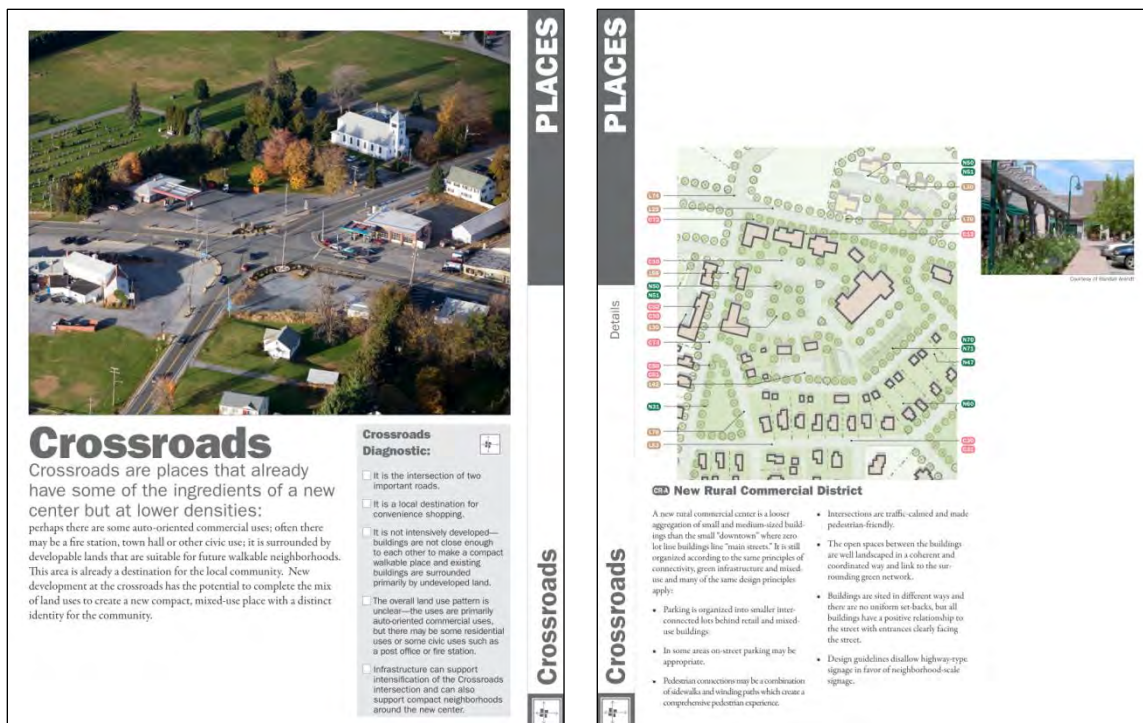 PLACES
Crossroads
Crossroads are places that already
have some of the ingredients of a new
center but at lower densities:
perhaps there are some auto-oriented commercial uses; often there
may be a fire station, town hall or other civic use; it is surrounded by
developable lands that are suitable for future walkable neighborhoods.
This area is already a destination for the local community. New
development at the crossroads has the potential to complete the mix
of land uses to create a new compact, mixed-use place with a distinct
identity for the community.
Crossroads
Diagnostic:
It is the intersection of two
important roads.
It is a local destination for
convenience shopping.
It is not intensively developed—
buildings are not close enough
to each other to make a compact
walkable place and existing
buildings are surrounded
primarily by undeveloped land.
The overall land use pattern is
unclear—the uses are primarily
auto-oriented commercial uses,
but there may be some residential
uses or some civic uses such as
a post office or fire station.
Infrastructure can support
intensification of the Crossroads
intersection and can also
support compact neighborhoods
around the new center.
Crossroads
PLACES
Details
Crossroads
N50
N51
N50
N51
N70
N71
N47
N60
N31
Courtesy of Randall Arendt
CR-A New Rural Commercial District
A new rural commercial center is a looser
aggregation of small and medium-sized build-
ings than the small "downtown" where zero
lot line buildings line "main streets." It is still
organized according to the same principles of
connectivity, green infrastructure and mixed-
use and many of the same design principles
apply:
• Parking is organized into smaller inter-
connected lots behind retail and mixed-
use buildings
• In some areas on-street parking may be
appropriate.
• Pedestrian connections may be a combination
of sidewalks and winding paths which create a
comprehensive pedestrian experience.
• Intersections are traffic-calmed and made
pedestrian-friendly.
• The open spaces between the buildings
are well landscaped in a coherent and
coordinated way and link to the sur-
rounding green network.
• Buildings are sited in different ways and
there are no uniform set-backs, but all
buildings have a positive relationship to
the street with entrances clearly facing
the street.
• Design guidelines disallow highway-type
signage in favor of neighborhood-scale
signage.